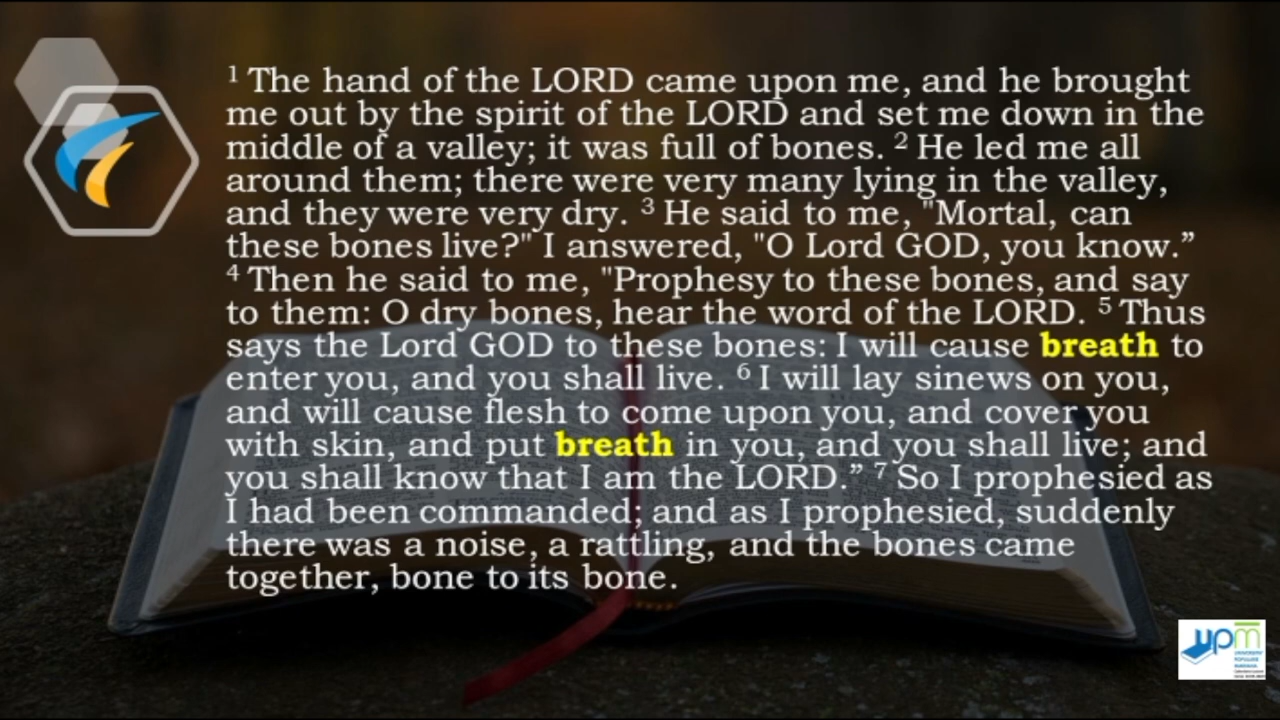 1 The hand of the LORD came upon me, and he brought
me out by the spirit of the LORD and set me down in the
middle of a valley; it was full of bones. 2 He led me all
around them; there were very many lying in the valley,
and they were very dry. 3 He said to me, "Mortal, can
these bones live?" I answered, "O Lord GOD, you know.”
4 Then he said to me, "Prophesy to these bones, and say
to them: O dry bones, hear the word of the LORD. 5 Thus
says the Lord GOD to these bones: I will cause breath to
enter you, and you shall live. 6 I will lay sinews on you,
and will cause flesh to come upon you, and cover you
with skin, and put breath in you, and you shall live; and
you shall know that I am the LORD.” 7 So I prophesied as
I had been commanded; and as I prophesied, suddenly
there was a noise, a rattling, and the bones came
together, bone to its bone.
upm